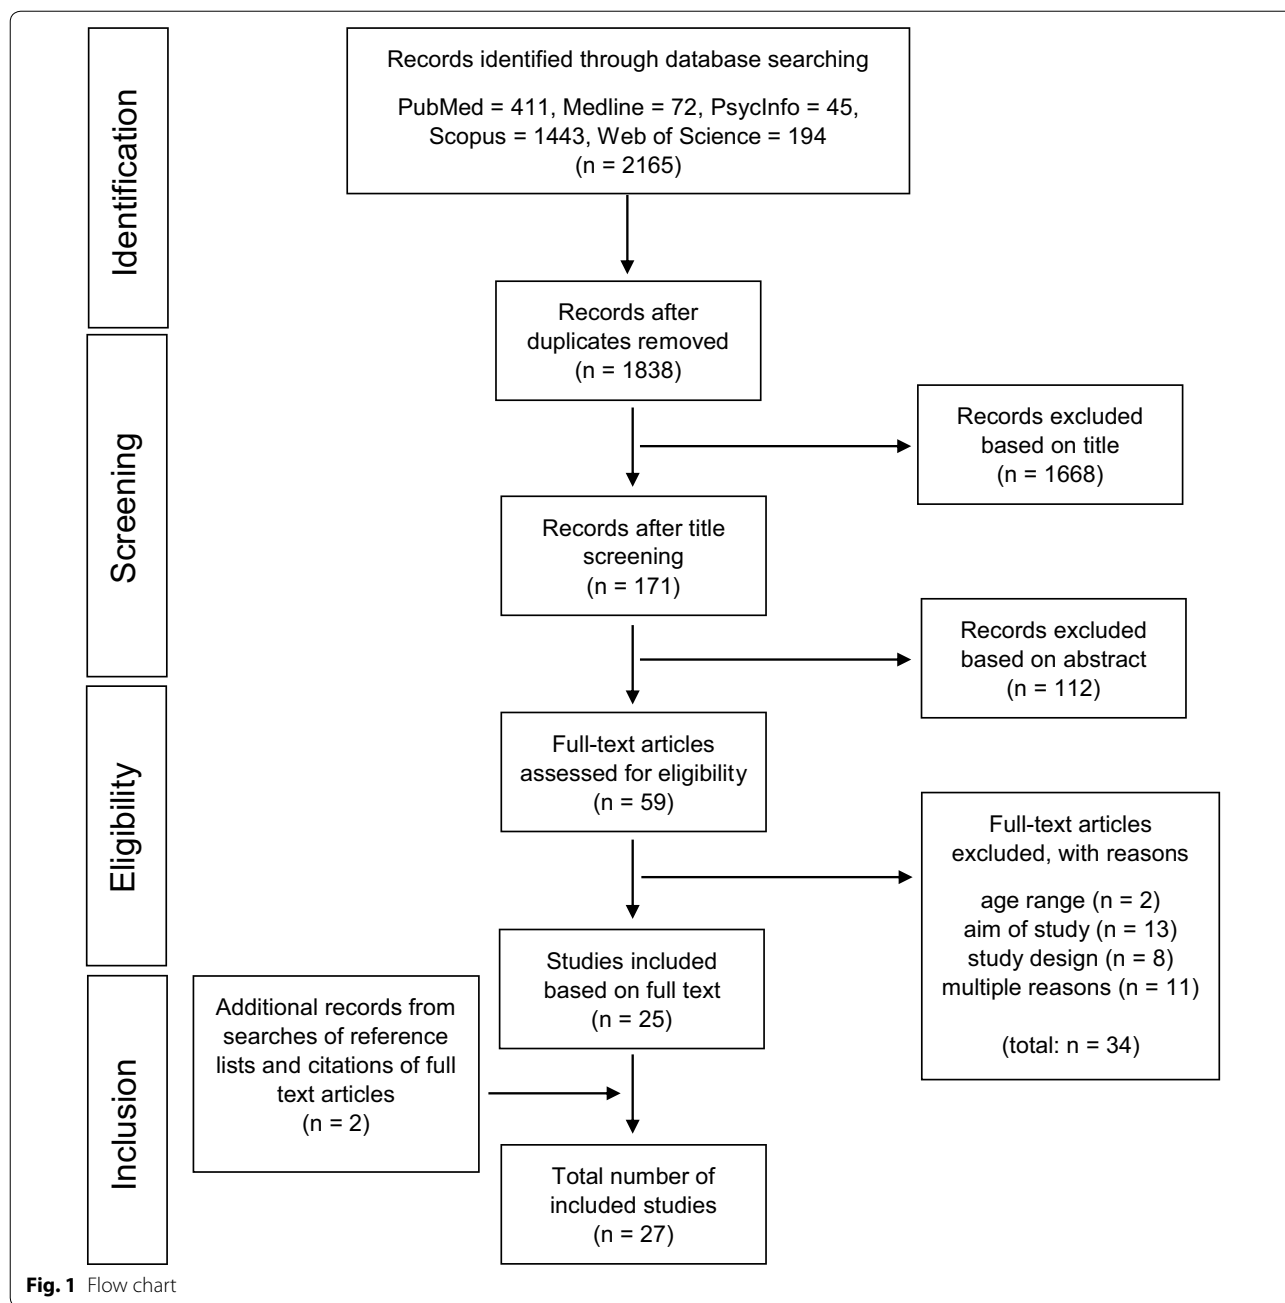 Identification
Records identified through database searching
PubMed = 411, Medline = 72, PsycInfo = 45,
Scopus = 1443, Web of Science = 194
(n = 2165)
Records after
duplicates removed
(n = 1838)
Screening
Records excluded
based on title
(n = 1668)
Records after title
screening
(n = 171)
Records excluded
based on abstract
(n = 112)
Eligibility
Full-text articles
assessed for eligibility
(n = 59)
Full-text articles
excluded, with reasons
age range (n = 2)
aim of study (n = 13)
study design (n = 8)
multiple reasons (n = 11)
(total: n = 34)
Studies included
based on full text
(n = 25)
Inclusion
Additional records from
searches of reference
lists and citations of full
text articles
(n = 2)
Total number of
included studies
(n = 27)
Fig. 1 Flow chart